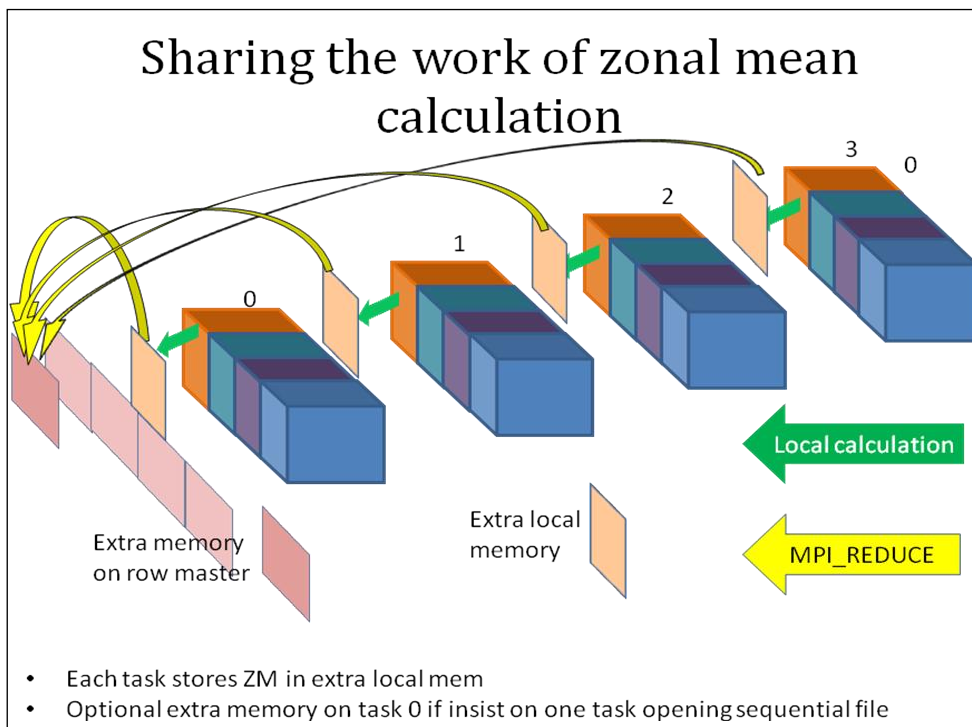 Sharing the work of zonal mean
calculation
3
0
2
1
0
Local calculation
Extra local
memory
Extra memory
on row master
MPI_REDUCE
• Each task stores ZM in extra local mem
• Optional extra memory on task 0 if insist on one task opening sequential file